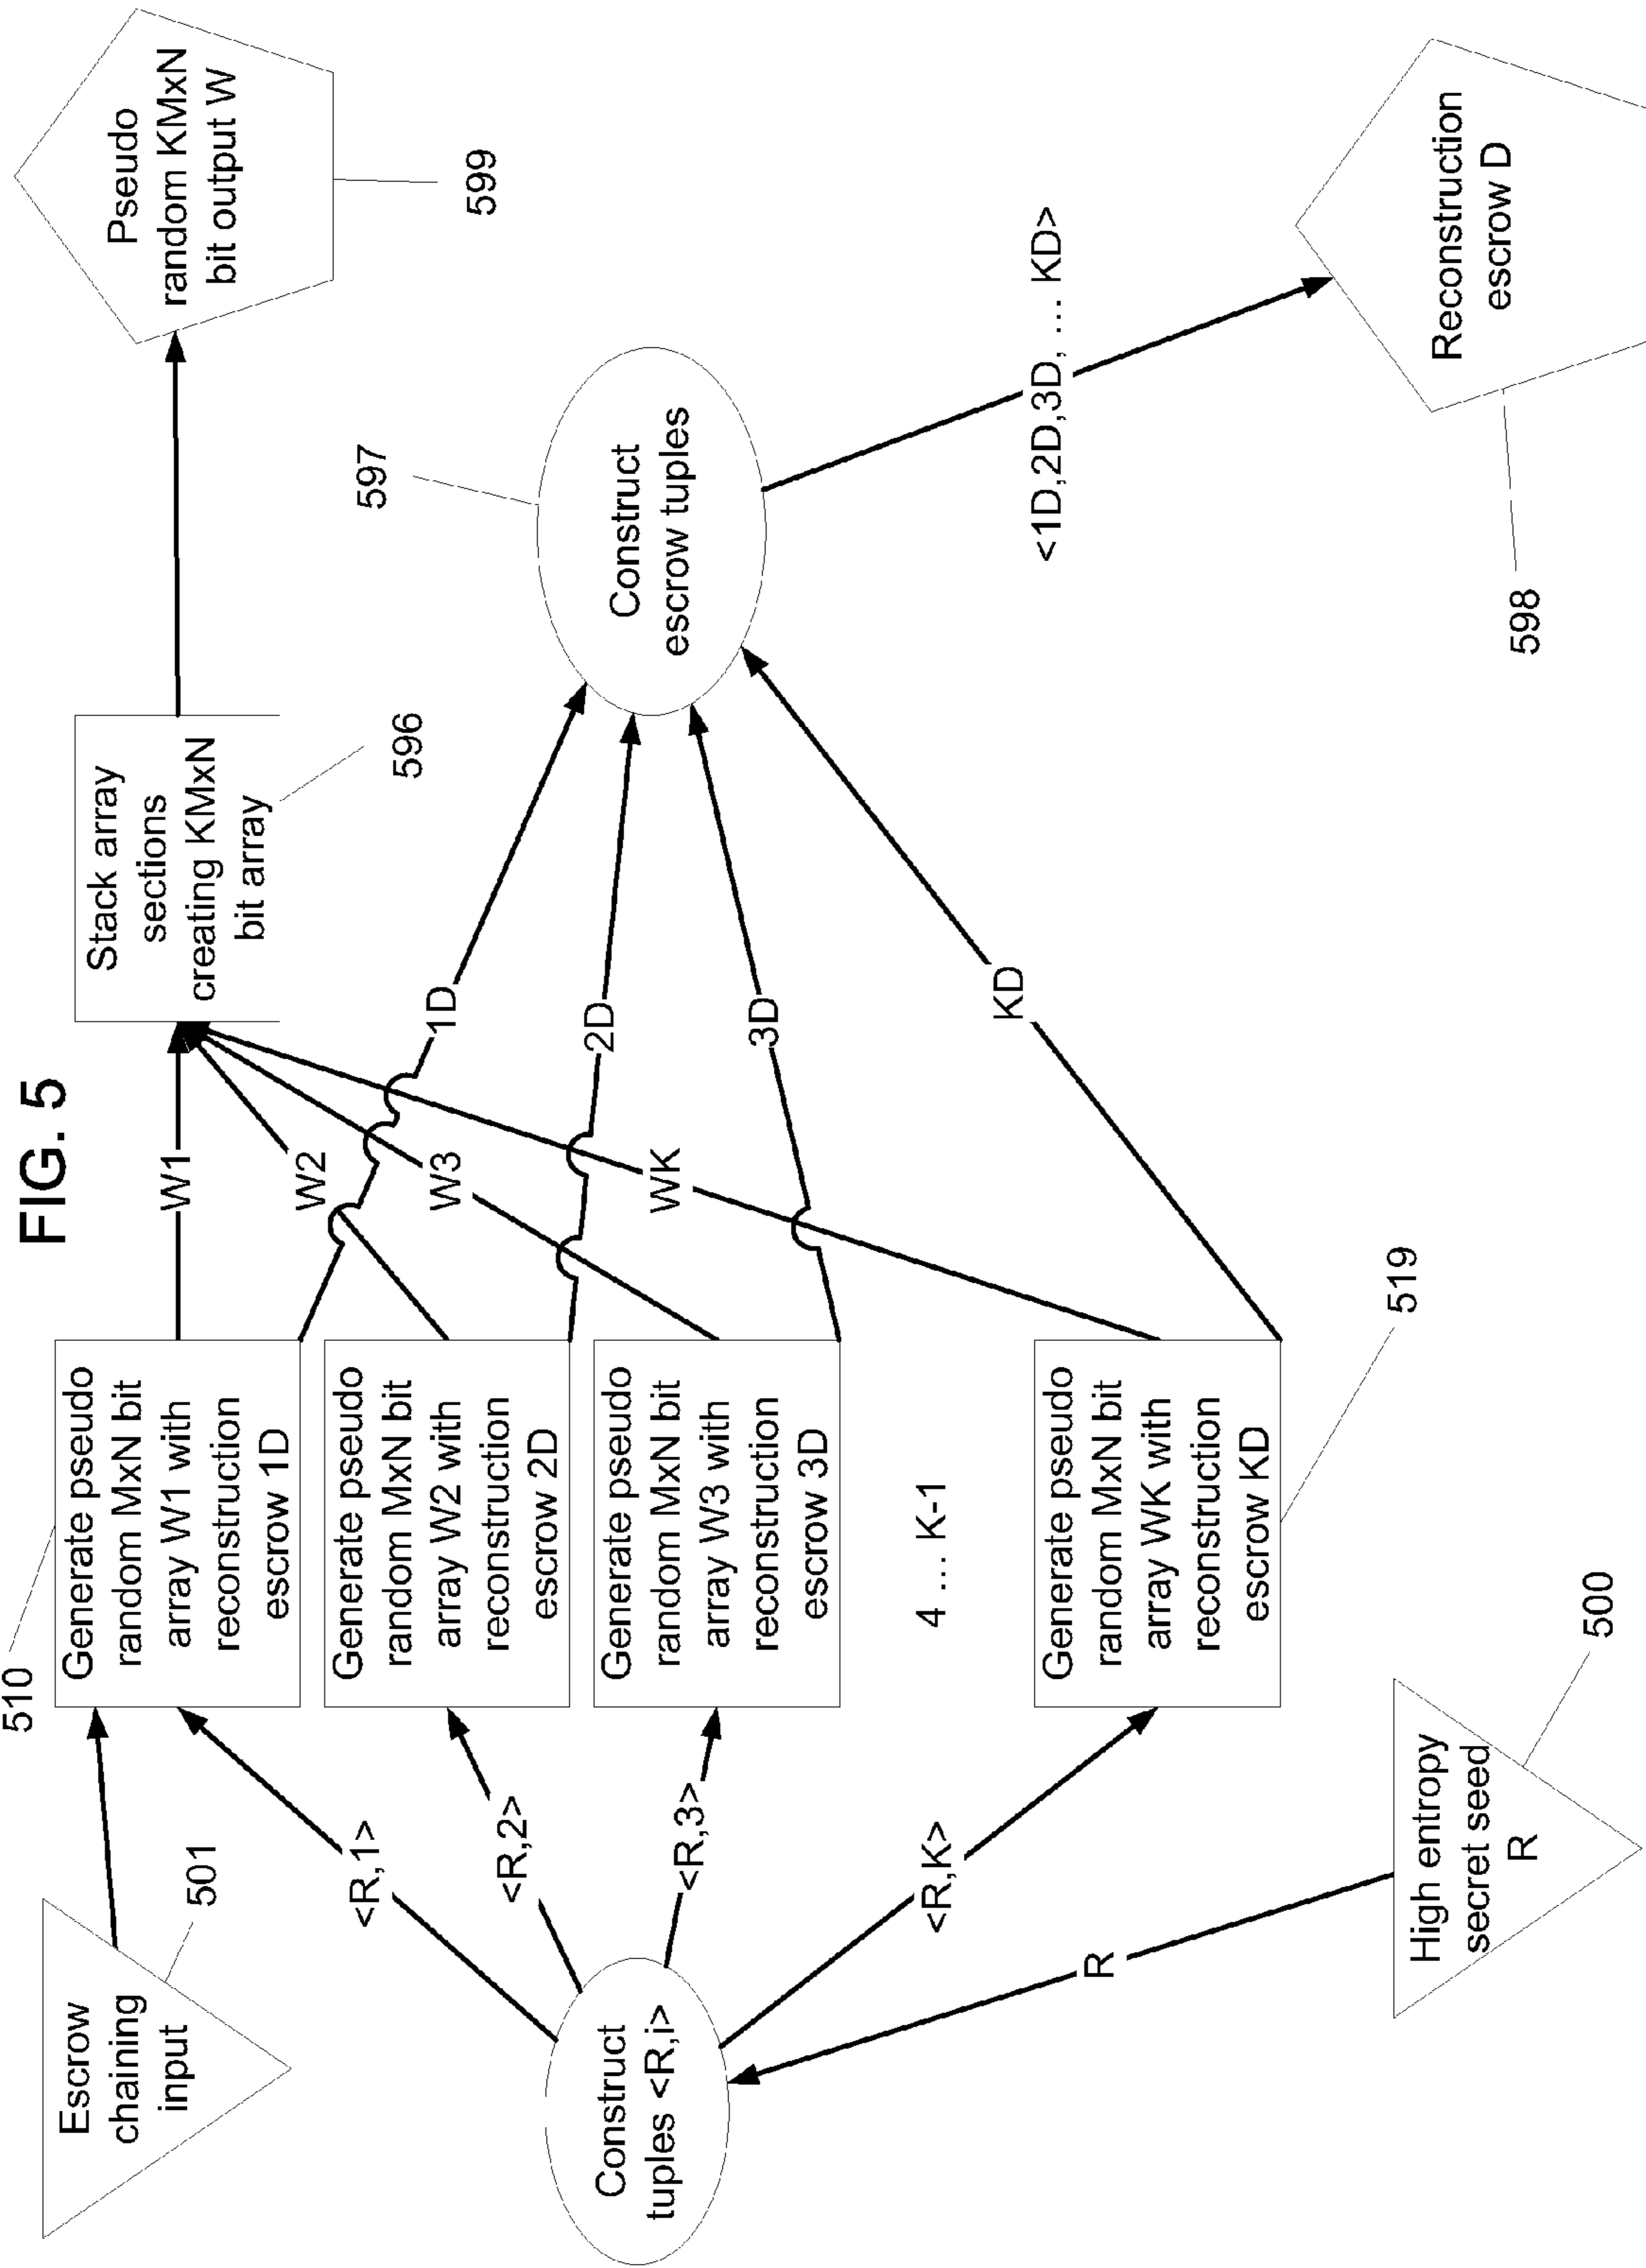 FIG. 5
Escrow
chaining
input
501
510
Generate pseudo
random MxN bit
array W1 with
reconstruction
escrow 1D
Generate pseudo
random MxN bit
array W2 with
reconstruction
escrow 2D
Generate pseudo
random MxN bit
array W3 with
reconstruction
escrow 3D
4 ... K-1
Generate pseudo
random MxN bit
array WK with
reconstruction
escrow KD
519
Construct
tuples <R,i>
<R,1>
<R,2>
<R,3>
<R,K>
R
High entropy
secret seed
R
500
W1
W2
W3
WK
1D
2D
3D
KD
Stack array
sections
creating KMxN
bit array
596
Pseudo
random KMxN
bit output W
599
597
Construct
escrow tuples
<1D,2D,3D, ... KD>
Reconstruction
escrow D
598